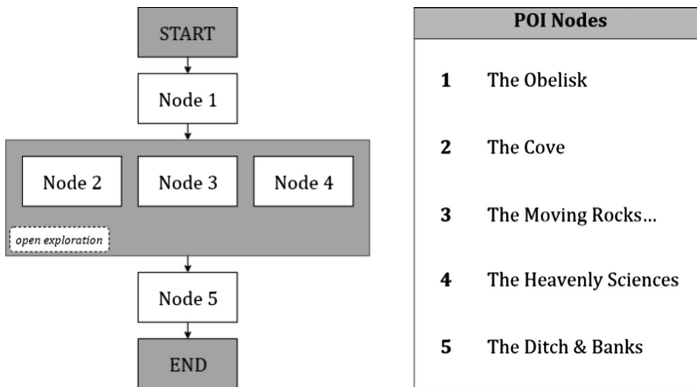 START
Node 1
Node 2 Node 3 Node 4
open exploration
Node 5
END
POI Nodes
1 The Obelisk
2 The Cove
3 The Moving Rocks...
4 The Heavenly Sciences
5 The Ditch & Banks